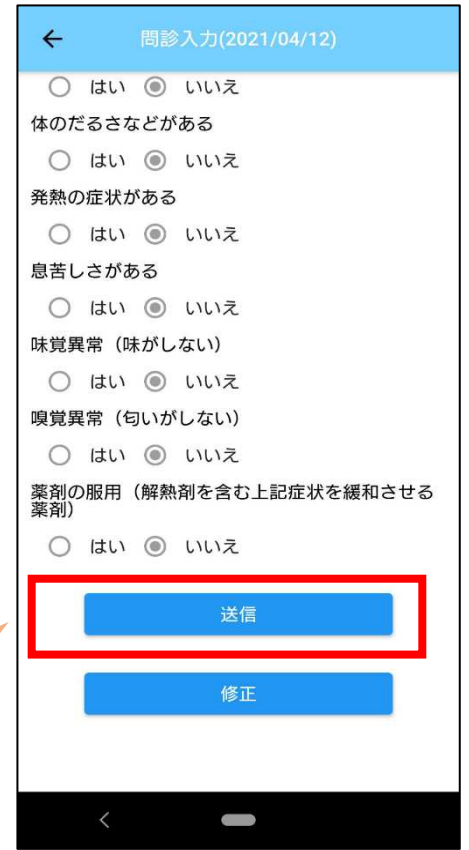 問診入力(2021/04/12)
はい いいえ
体のだるさなどがある
はい いいえ
発熱の症状がある
はい いいえ
息苦しさがある
はい いいえ
味覚異常（味がしない）
はい いいえ
嗅覚異常（匂いがしない）
はい いいえ
薬剤の服用（解熱剤を含む上記症状を緩和させる
薬剤)
はい いいえ
送信
修正